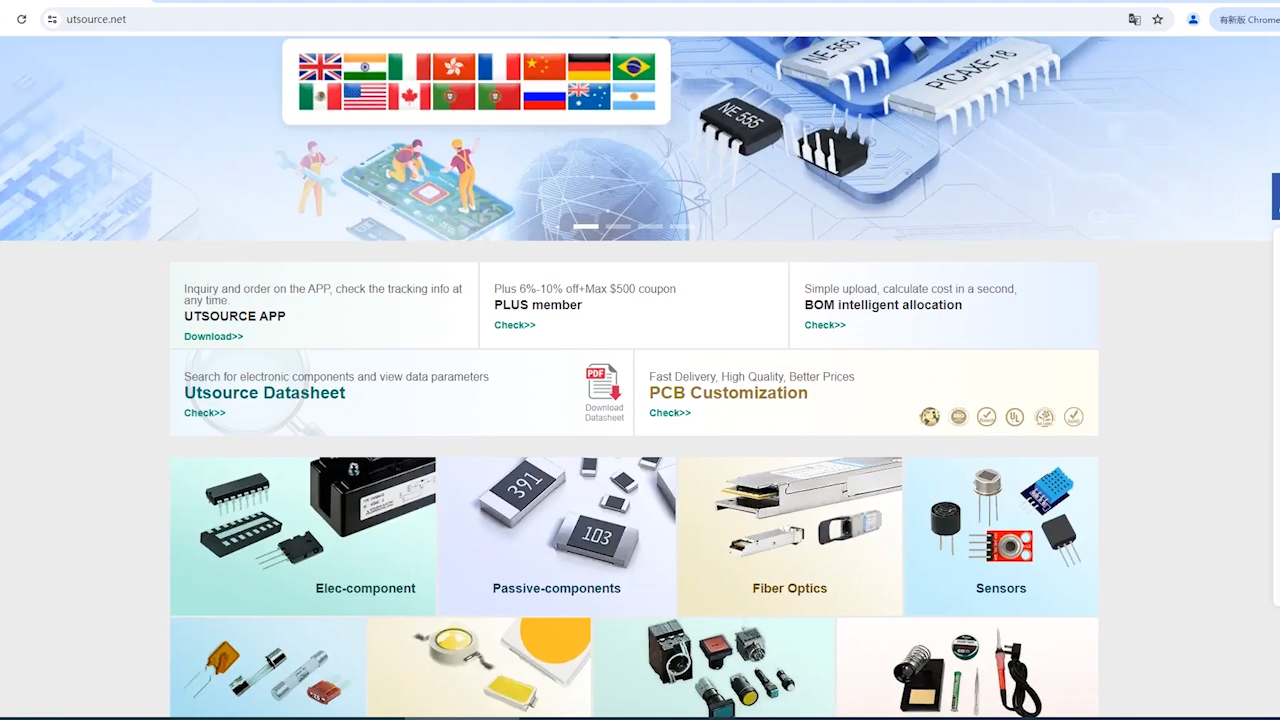 utsource.net
有新版 Chrome
NE 555
PICAXE-18
NE 555
Inquiry and order on the APP, check the tracking info at
any time.
UTSOURCE APP
Download>>
Plus 6%-10% off+Max $500 coupon
PLUS member
Check>>
Simple upload, calculate cost in a second,
BOM intelligent allocation
Check>>
Search for electronic components and view data parameters
Utsource Datasheet
Check>>
PDF
Download
Datasheet
Fast Delivery, High Quality, Better Prices
PCB Customization
Check>>
UL
391
103
Elec-component
Passive-components
Fiber Optics
Sensors